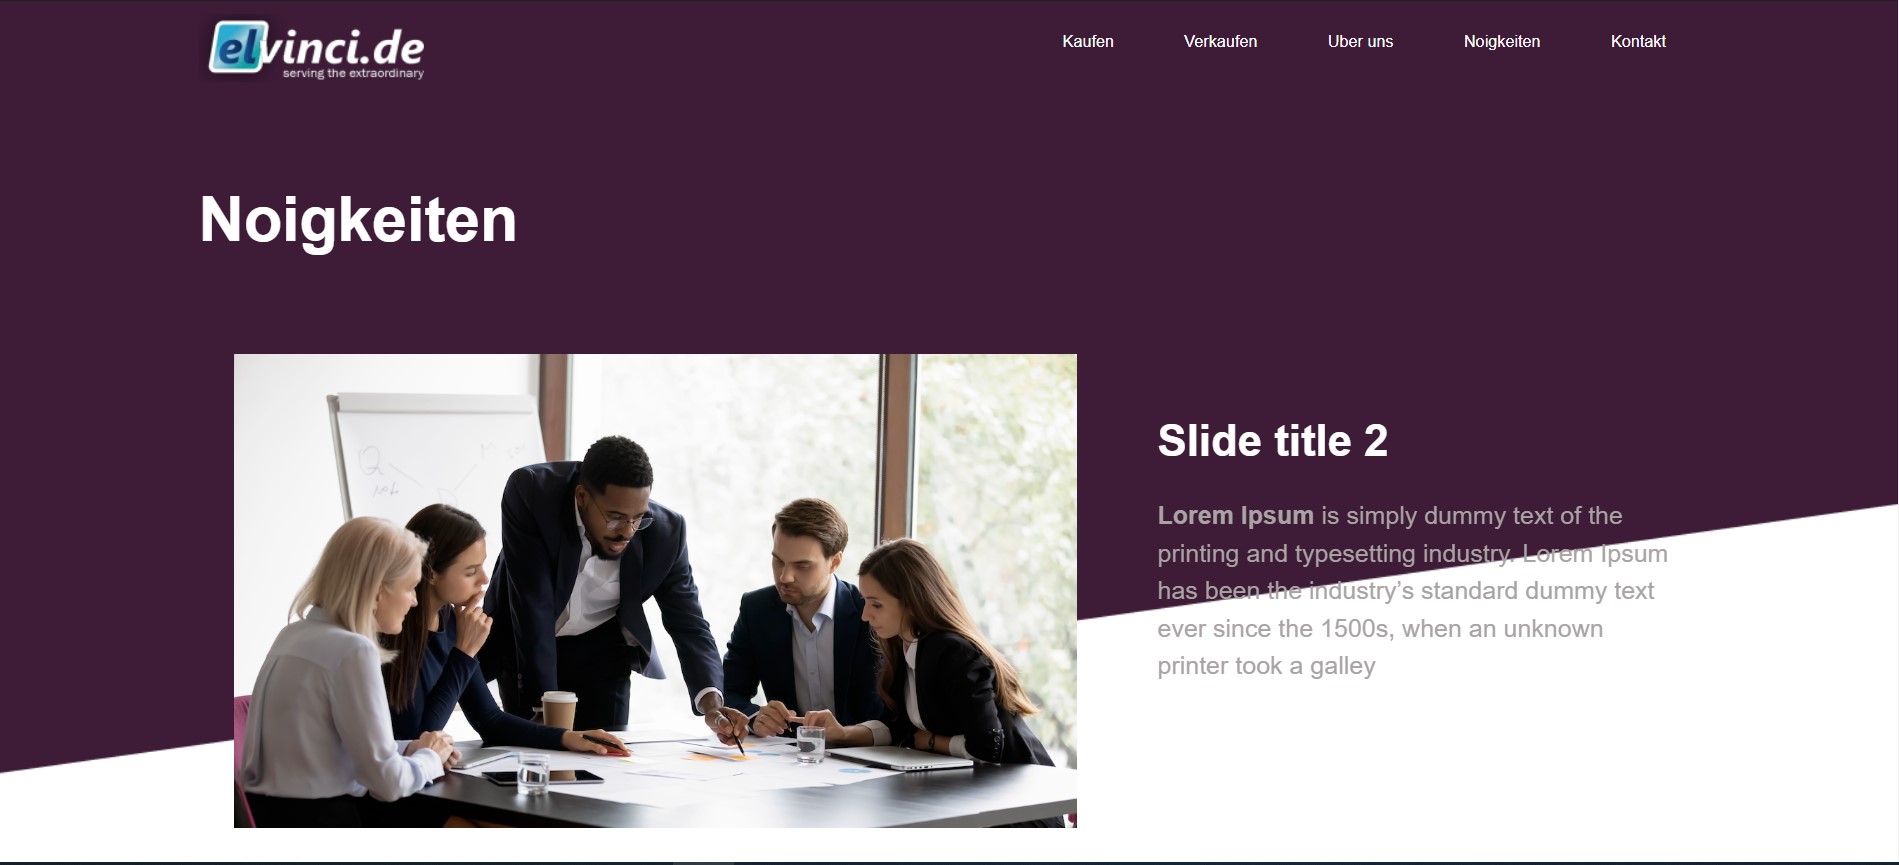 elvinci.de
serving the extraordinary
Kaufen
Verkaufen
Uber uns
Noigkeiten
Kontakt
Noigkeiten
Slide title 2
Lorem Ipsum is simply dummy text of the
printing and typesetting industry. Lorem Ipsum
has been the industry’s standard dummy text
ever since the 1500s, when an unknown
printer took a galley